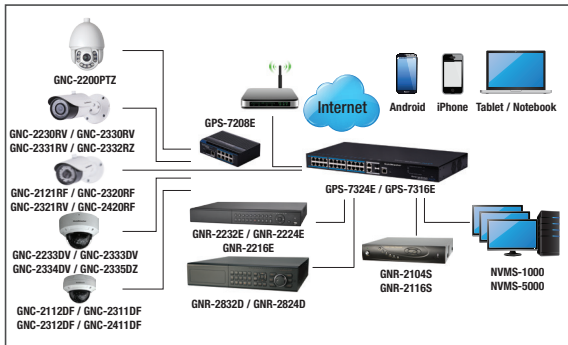 GNC-2200PTZ
GNC-2230RV / GNC-2330RV
GNC-2331RV / GNC-2332RZ
GNC-2121RF / GNC-2320RF
GNC-2321RV / GNC-2420RF
GNC-2233DV / GNC-2333DV
GNC-2334DV / GNC-2335DZ
GNC-2112DF / GNC-2311DF
GNC-2312DF / GNC-2411DF
GPS-7208E
Internet
Android
iPhone
Tablet / Notebook
GPS-7324E / GPS-7316E
GNR-2232E / GNR-2224E
GNR-2216E
GNR-2832D / GNR-2824D
GNR-2104S
GNR-2116S
NVMS-1000
NVMS-5000